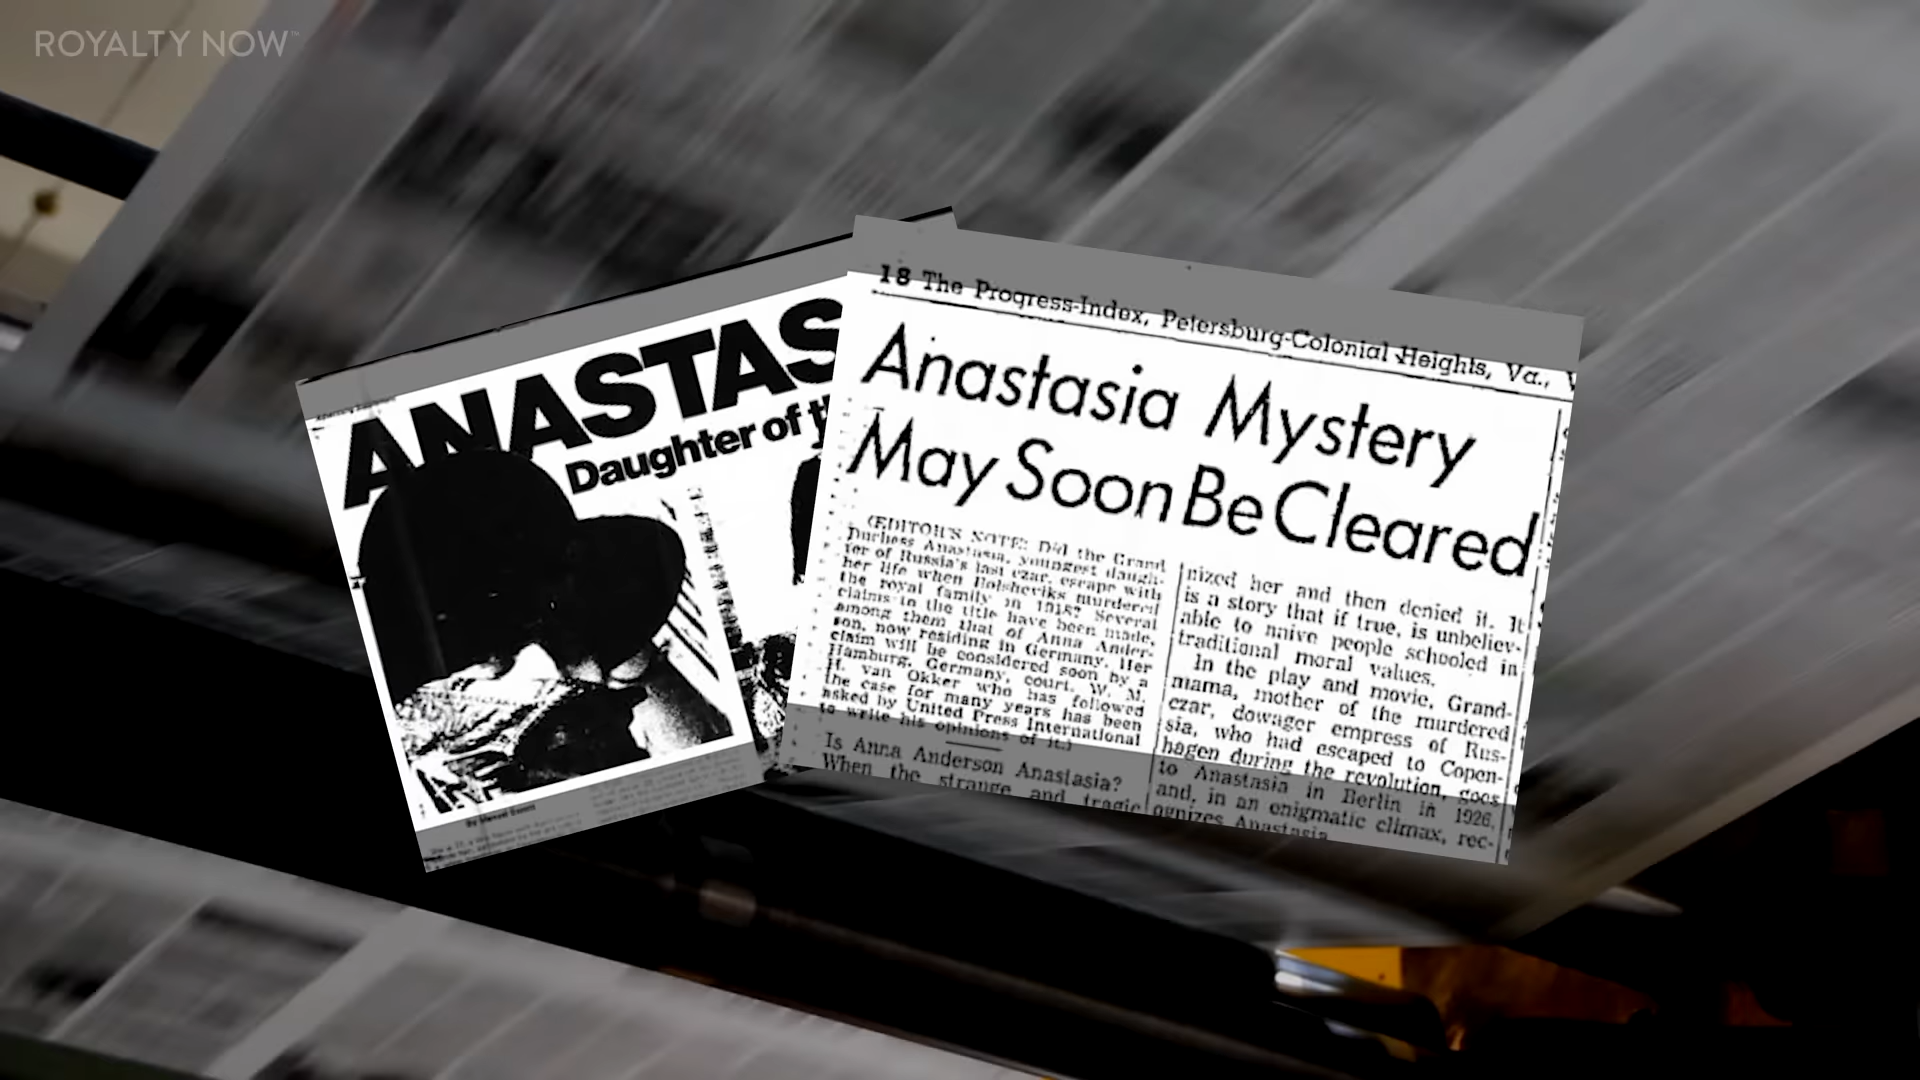 ROYALTY NOW™
ANASTAS
Daughter of t
18 The Progress-Index, Petersburg-Colonial Heights, Va.,
Anastasia Mystery
May Soon Be Cleared
(EDITOR'S NOTE: Did the Grand
Duchess Anastasia, youngest daugh-
ter of Russia's last czar, escape with
her life when Bolsheviks murdered
the royal family in 1918? Several
claims to the title have been made,
among them that of Anna Ander-
son, now residing in Germany. Her
claim will be considered soon by a
Hamburg, Germany, court. W. M.
H. van Okker who has followed
the case for many years has been
asked by United Press International
to write his opinions of it.)
Is Anna Anderson Anastasia?
When the strange and tragic
nized her and then denied it. It
is a story that if true, is unbeliev-
able to naive people schooled in
traditional moral values.
In the play and movie, Grand-
mama, mother of the murdered
czar, dowager empress of Rus-
sia, who had escaped to Copen-
hagen during the revolution, goes
to Anastasia in Berlin in 1926,
and, in an enigmatic climax, rec-
ognizes Anastasia